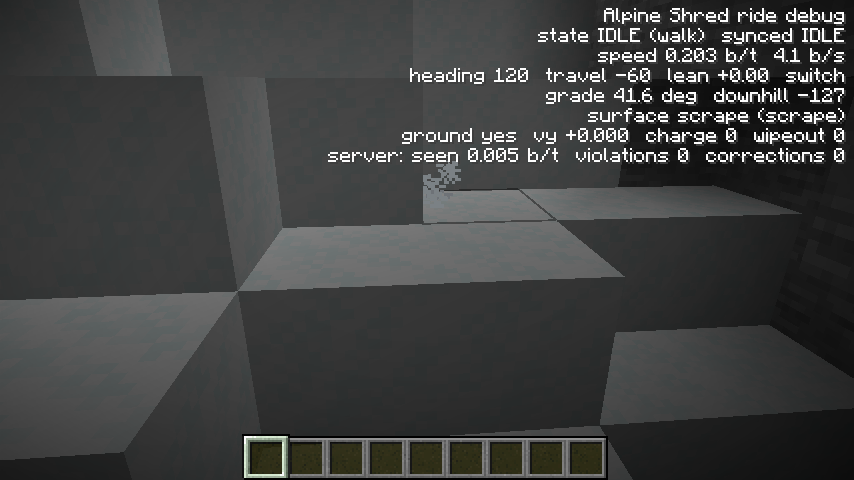 Alpine Shred ride debug
state IDLE (walk) synced IDLE
speed 0.203 b/t 4.1 b/s
heading 120 travel -60 lean +0.00 switch
grade 41.6 deg downhill -127
surface scrape (scrape)
ground yes vy +0.000 charge 0 wipeout 0
server: seen 0.005 b/t violations 0 corrections 0